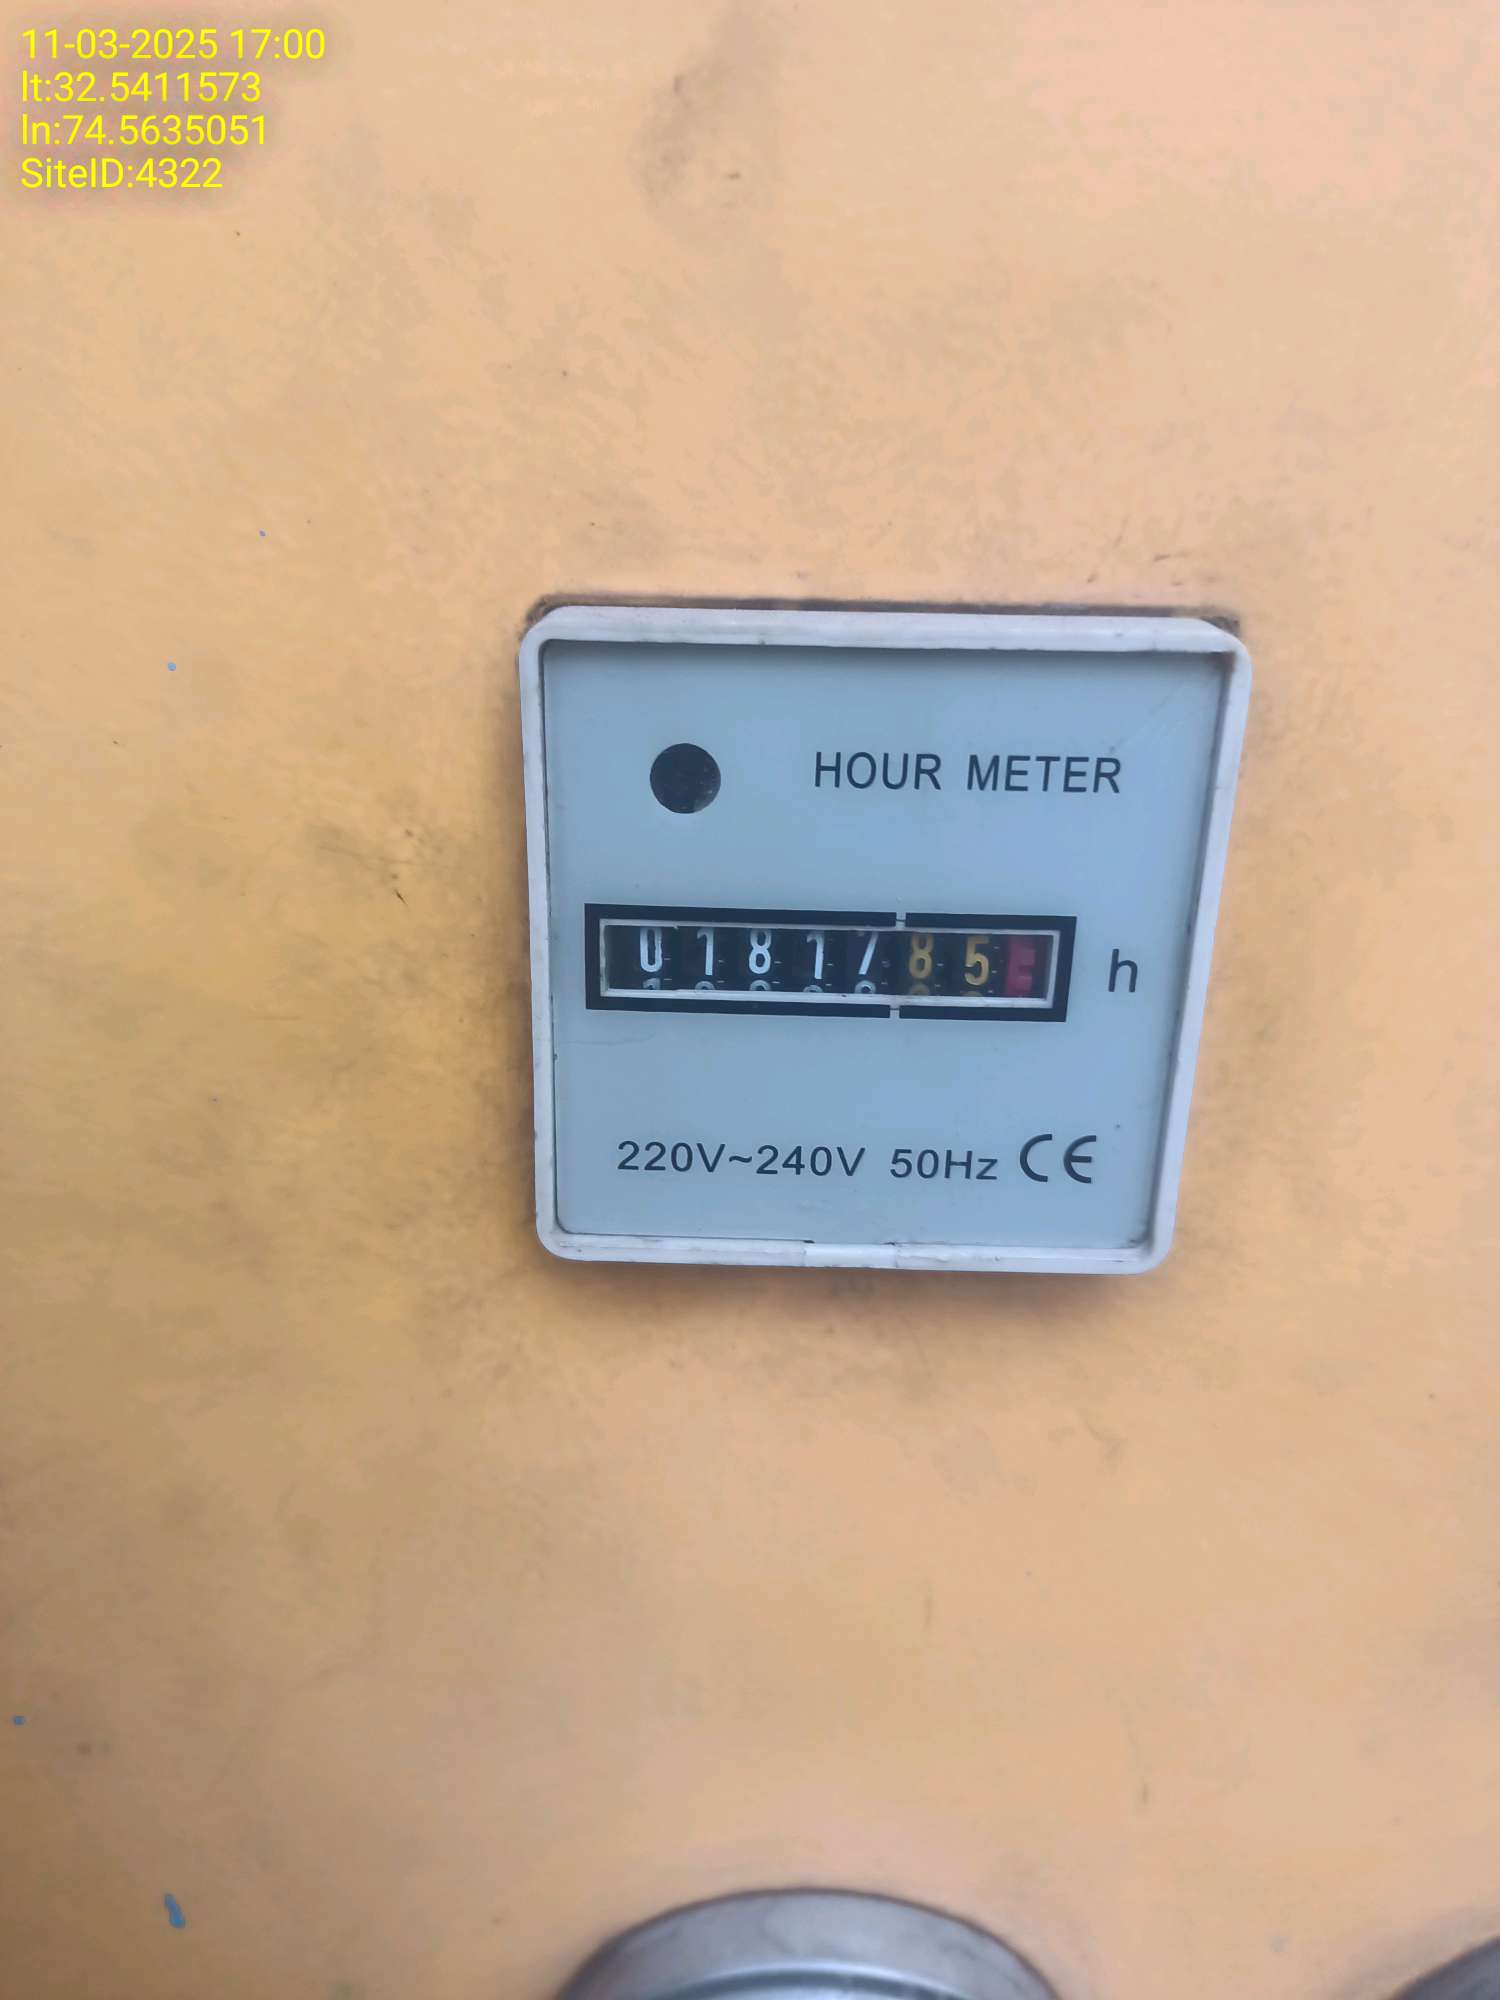 11-03-2025 17:00
lt:32.5411573
ln:74.5635051
SiteID:4322
HOUR METER
0181785 h
220V~240V 50Hz CE